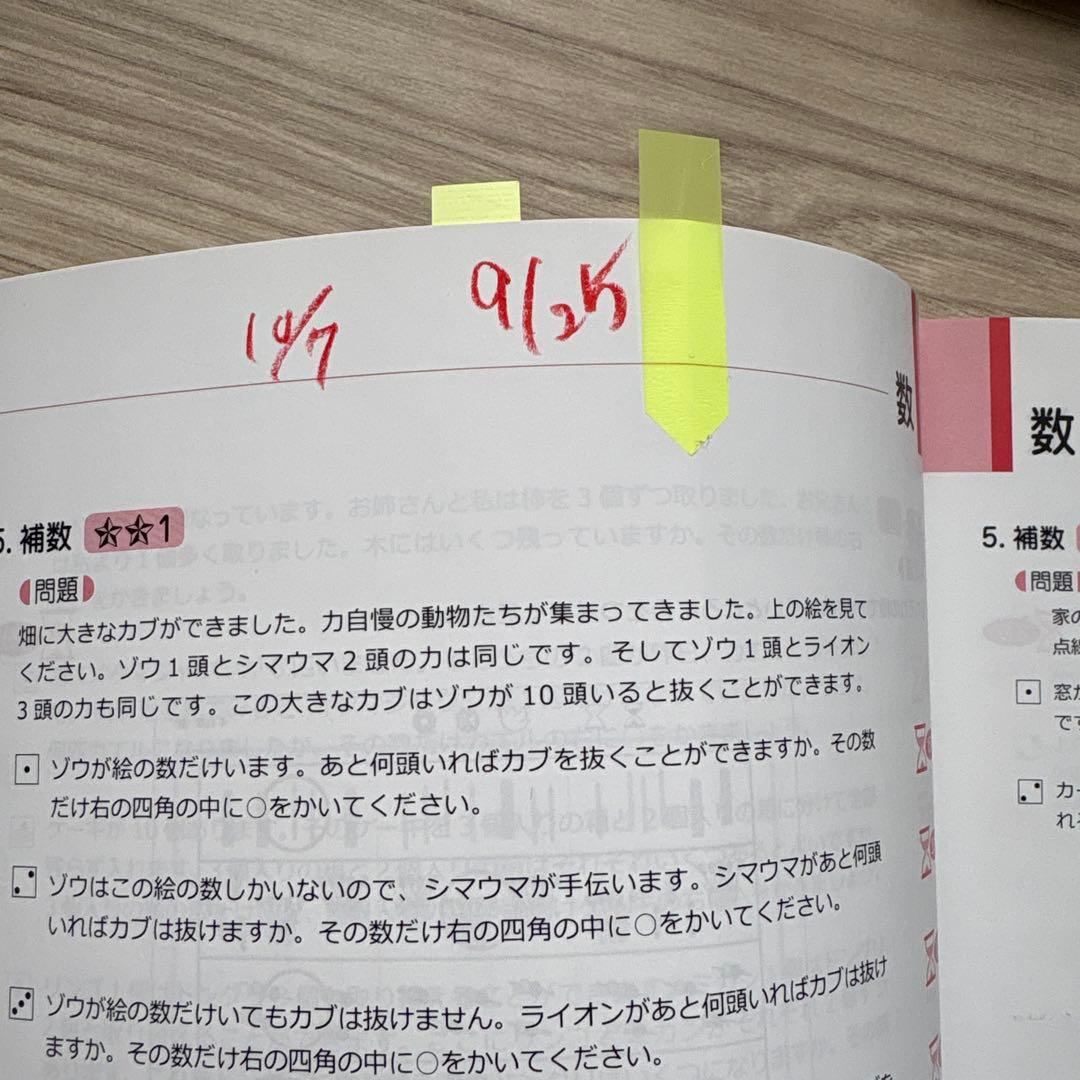 10/7
9/25
数
5. 補数 ☆☆1
問題
畑に大きなカブができました。力自慢の動物たちが集まってきました。上の絵を見て
ください。ゾウ1頭とシマウマ2頭の力は同じです。そしてゾウ1頭とライオン
3頭の力も同じです。この大きなカブはゾウが10頭いると抜くことができます。
ゾウが絵の数だけいます。あと何頭いればカブを抜くことができますか。その数
だけ右の四角の中に○をかいてください。
ゾウはこの絵の数しかいないので、シマウマが手伝います。シマウマがあと何頭
いればカブは抜けますか。その数だけ右の四角の中に○をかいてください。
ゾウが絵の数だけいてもカブは抜けません。ライオンがあと何頭いればカブは抜け
ますか。その数だけ右の四角の中に○をかいてください。
数
5. 補数
問題
家の
点線
窓が
です
カー
れそ